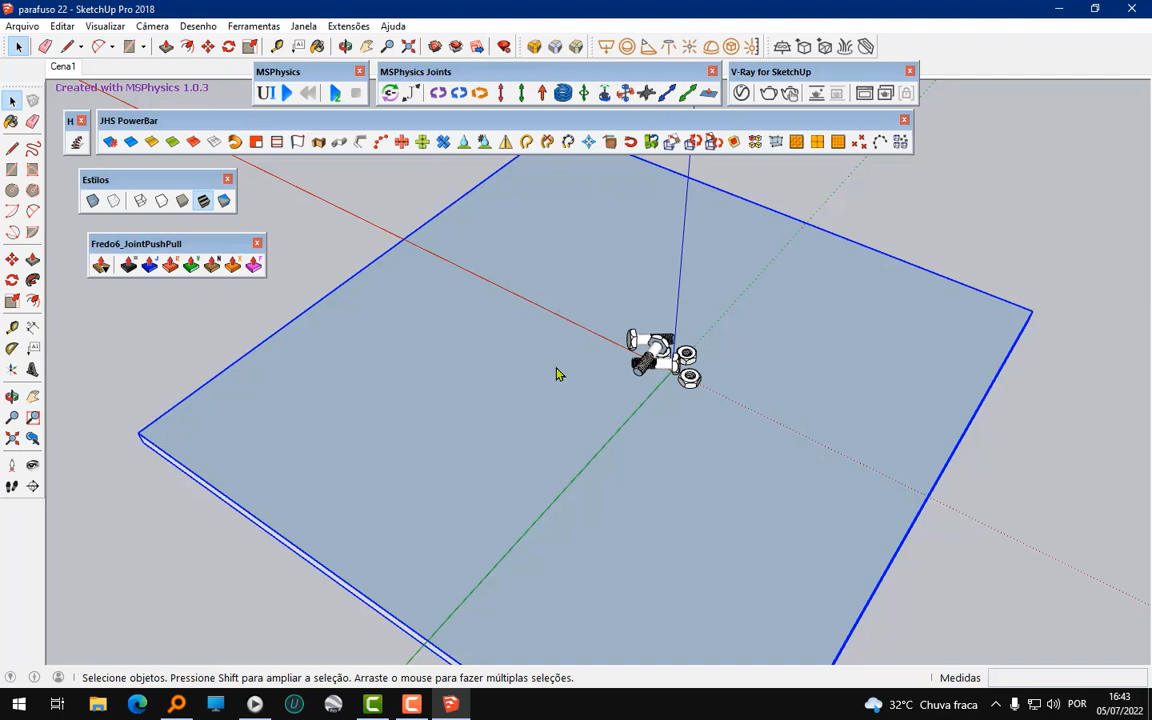 parafuso 22 - SketchUp Pro 2018
Arquivo Editar Visualizar Câmera Desenho Ferramentas Janela Extensões Ajuda
Cena1
Created with MSPhysics 1.0.3
MSPhysics
MSPhysics Joints
V-Ray for SketchUp
UI
2
H
JHS PowerBar
Estilos
Fredo6_JointPushPull
J R V N X F
Selecione objetos. Pressione Shift para ampliar a seleção. Arraste o mouse para fazer múltiplas seleções.
Medidas
32°C Chuva fraca
POR
16:43
05/07/2022